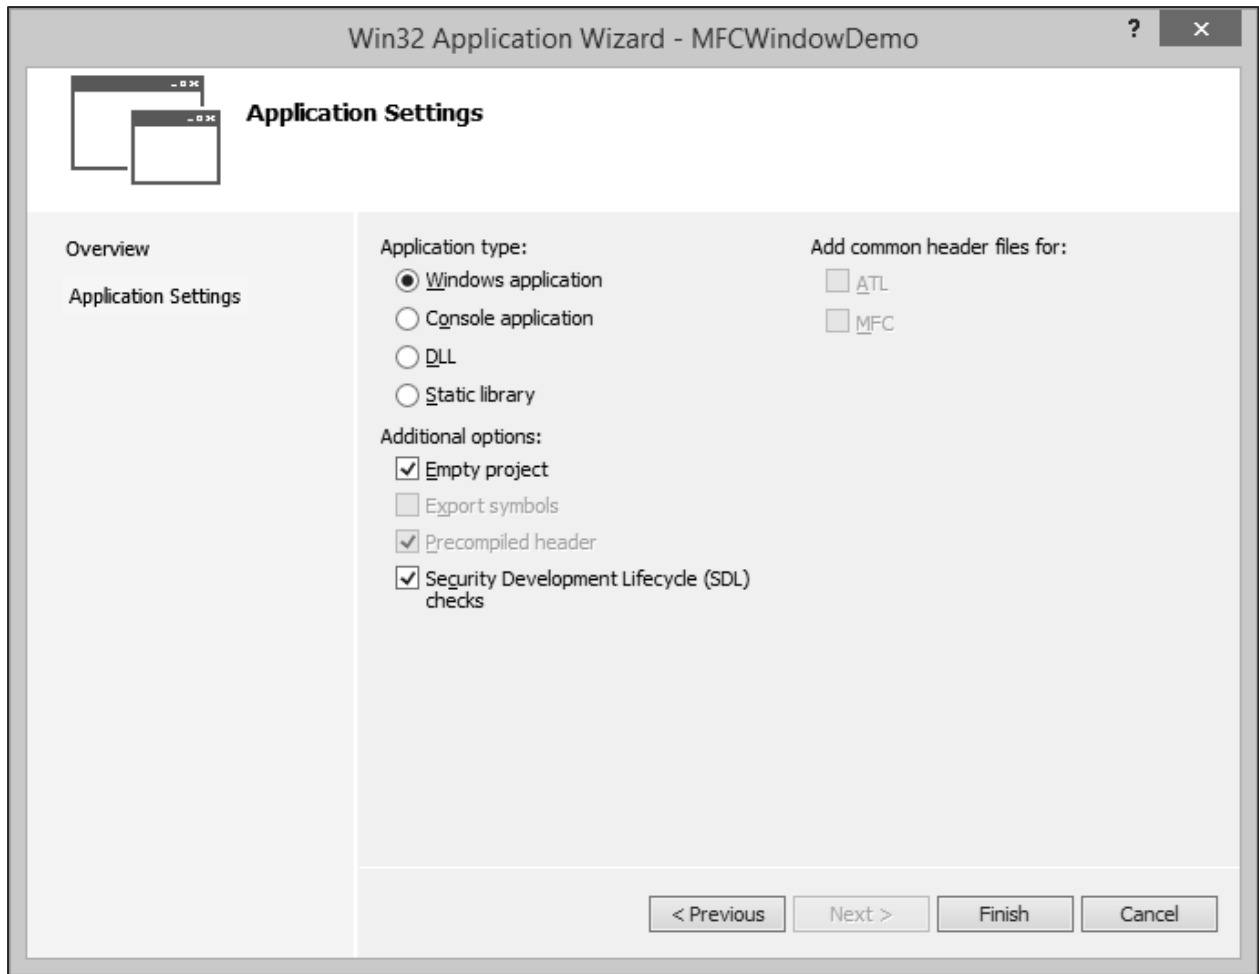 Win32 Application Wizard - MFCWindowDemo
?
Application Settings
Overview
Application Settings
Application type:
Windows application
Console application
DLL
Static library
Additional options:
Empty project
Export symbols
Precompiled header
Security Development Lifecycle (SDL)
checks
Add common header files for:
ATL
MFC
< Previous
Next >
Finish
Cancel